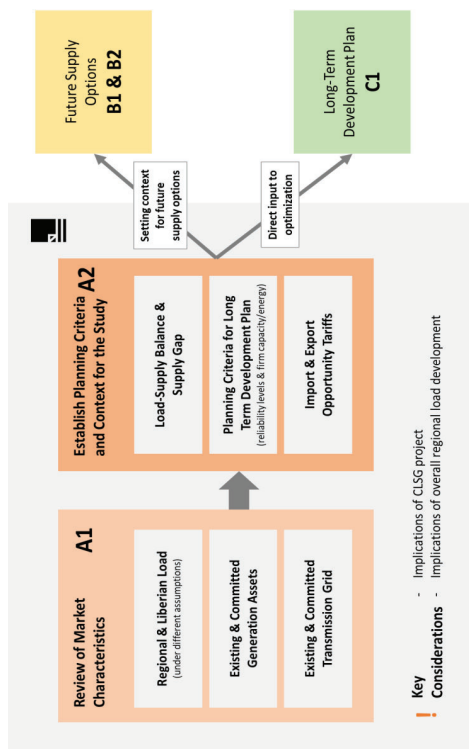 Review of Market
Characteristics
A1
Regional & Liberian Load
(under different assumptions)
Existing & Committed
Generation Assets
Existing & Committed
Transmission Grid
Establish Planning Criteria
and Context for the Study
A2
Load-Supply Balance &
Supply Gap
Planning Criteria for Long
Term Development Plan
(reliability levels & firm capacity/energy)
Import & Export
Opportunity Tariffs
Setting context
for future
supply options
Direct input to
optimization
Future Supply
Options
B1 & B2
Long-Term
Development Plan
C1
! Key
Considerations
- Implications of CLSG project
- Implications of overall regional load development